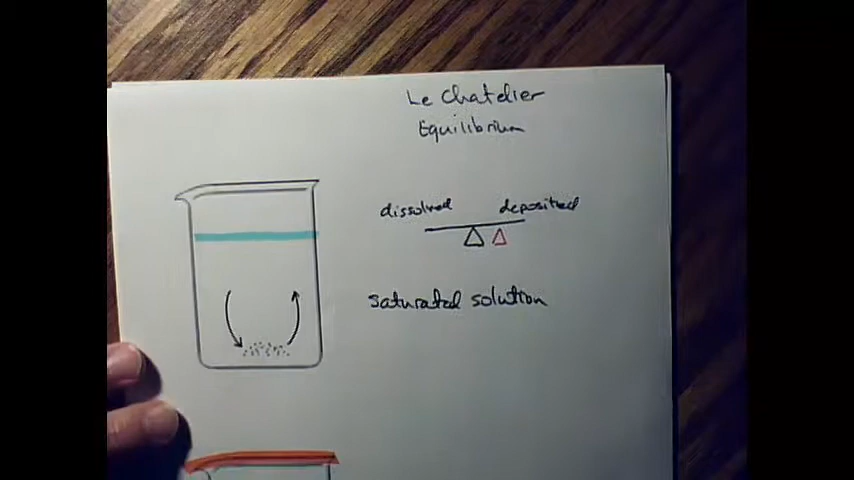 Le Chatelier
Equilibrium
dissolved deposited
saturated solution